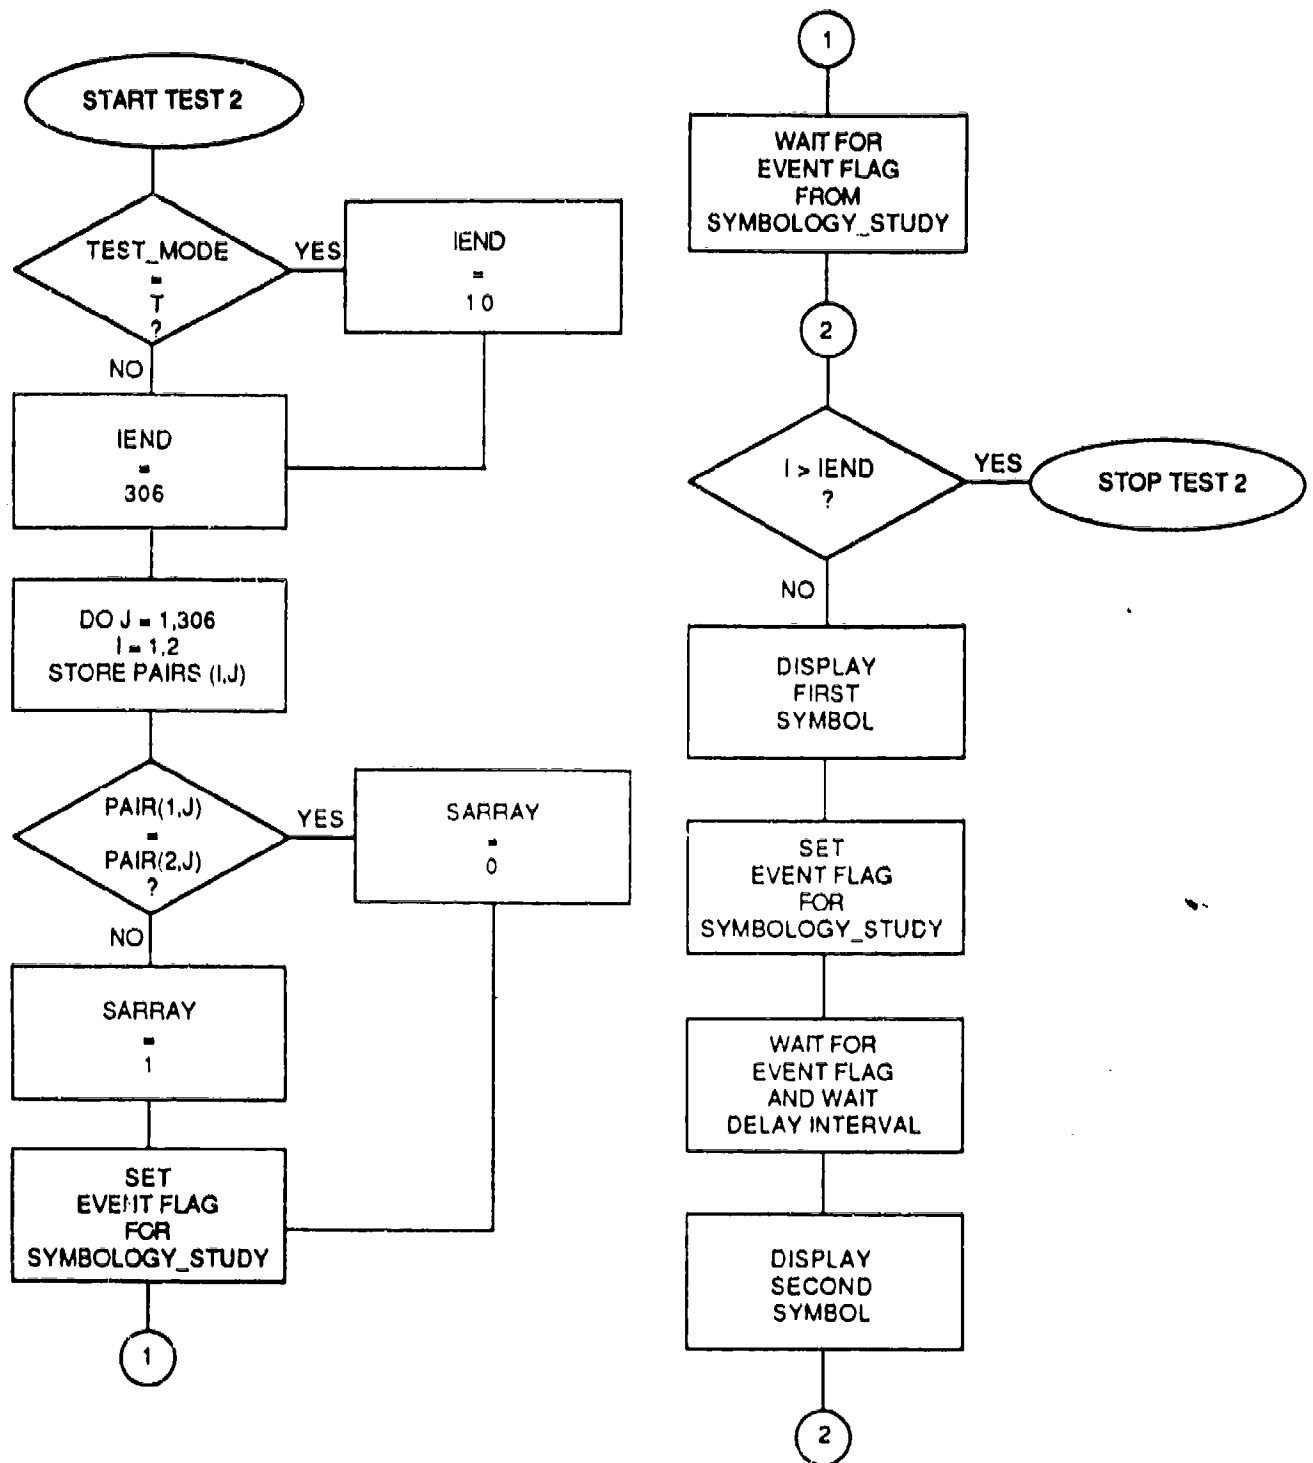 START TEST 2
TEST_MODE
=
T
?
YES
IEND
=
10
NO
IEND
=
306
DO J = 1,306
I = 1,2
STORE PAIRS (I,J)
PAIR(1,J)
=
PAIR(2,J)
?
YES
SARRAY
=
0
NO
SARRAY
=
1
SET
EVENT FLAG
FOR
SYMBOLOGY_STUDY
1
1
WAIT FOR
EVENT FLAG
FROM
SYMBOLOGY_STUDY
2
I > IEND
?
YES
STOP TEST 2
NO
DISPLAY
FIRST
SYMBOL
SET
EVENT FLAG
FOR
SYMBOLOGY_STUDY
WAIT FOR
EVENT FLAG
AND WAIT
DELAY INTERVAL
DISPLAY
SECOND
SYMBOL
2